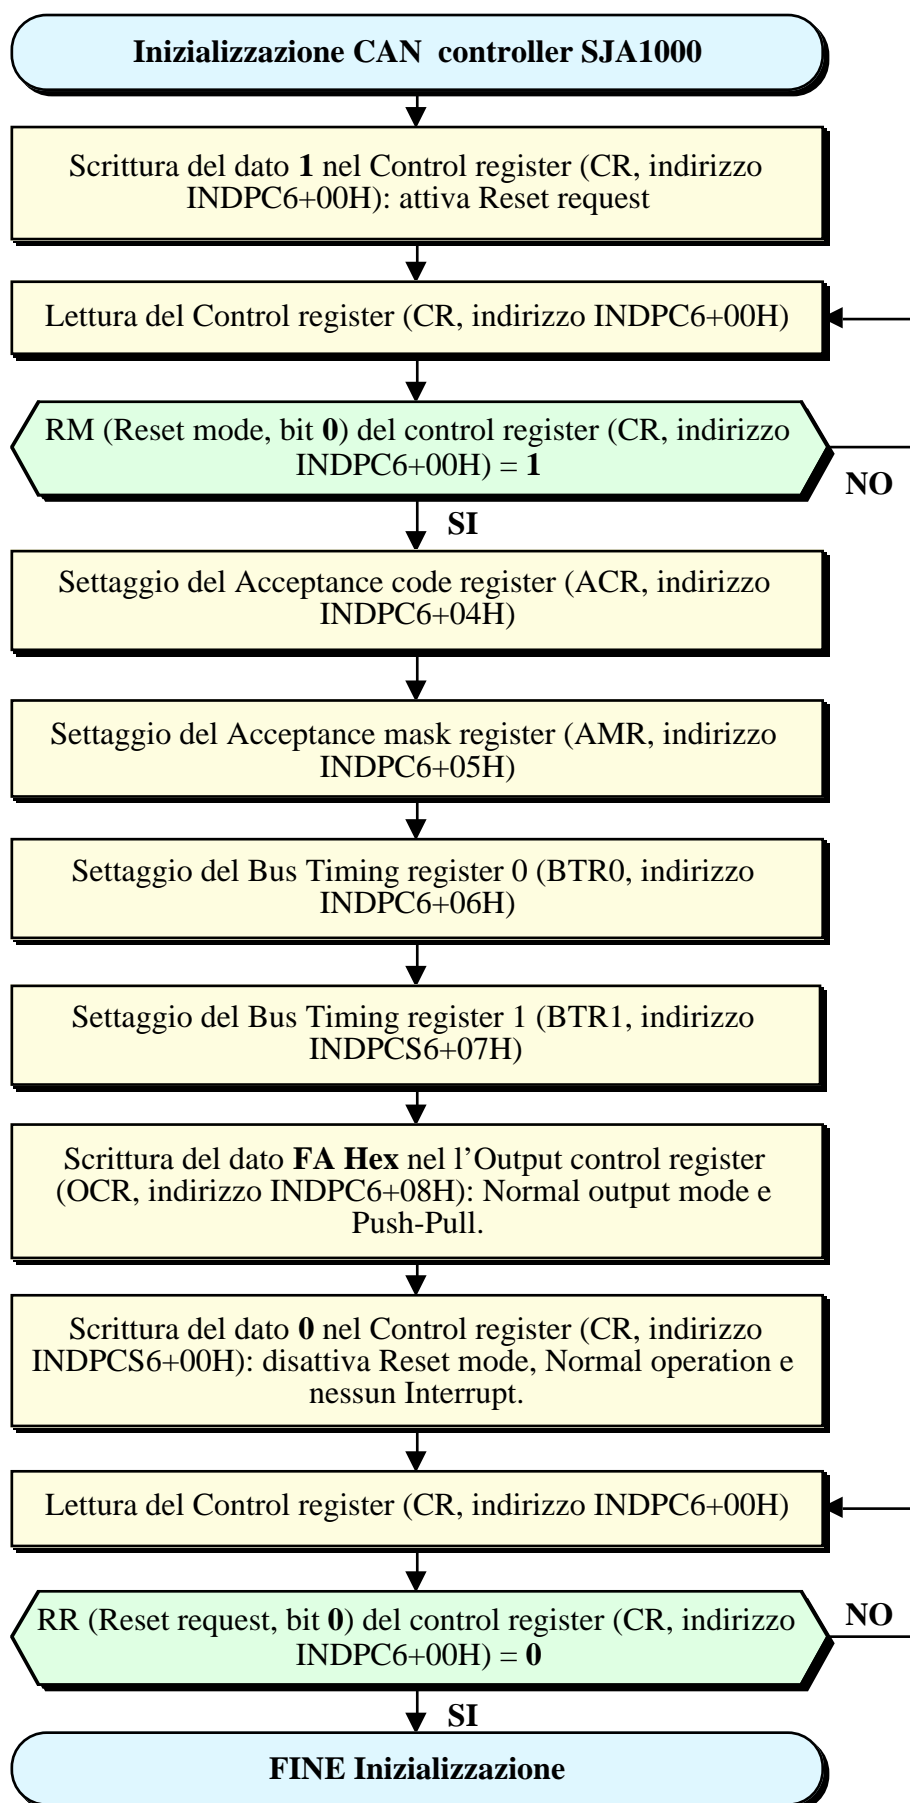 Inizializzazione CAN  controller SJA1000
Scrittura del dato 1 nel Control register (CR, indirizzo
INDPC6+00H): attiva Reset request
Lettura del Control register (CR, indirizzo INDPC6+00H)
RM (Reset mode, bit 0) del control register (CR, indirizzo
INDPC6+00H) = 1
NO
SI
Settaggio del Acceptance code register (ACR, indirizzo
INDPC6+04H)
Settaggio del Acceptance mask register (AMR, indirizzo
INDPC6+05H)
Settaggio del Bus Timing register 0 (BTR0, indirizzo
INDPC6+06H)
Settaggio del Bus Timing register 1 (BTR1, indirizzo
INDPCS6+07H)
Scrittura del dato FA Hex nel l’Output control register
(OCR, indirizzo INDPC6+08H): Normal output mode e
Push-Pull.
Scrittura del dato 0 nel Control register (CR, indirizzo
INDPCS6+00H): disattiva Reset mode, Normal operation e
nessun Interrupt.
Lettura del Control register (CR, indirizzo INDPC6+00H)
RR (Reset request, bit 0) del control register (CR, indirizzo
INDPC6+00H) = 0
NO
SI
FINE Inizializzazione